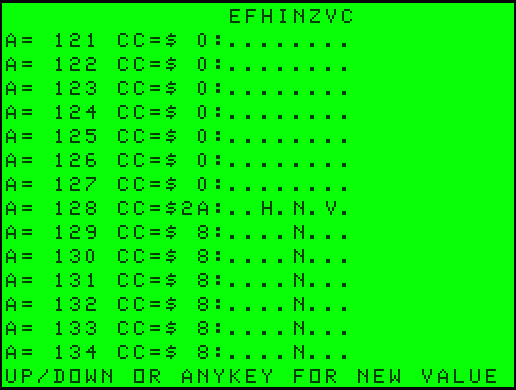 EFHINZVC
A= 121 CC=$ 0:........
A= 122 CC=$ 0:........
A= 123 CC=$ 0:........
A= 124 CC=$ 0:........
A= 125 CC=$ 0:........
A= 126 CC=$ 0:........
A= 127 CC=$ 0:........
A= 128 CC=$2A:..H.N.V.
A= 129 CC=$ 8:....N...
A= 130 CC=$ 8:....N...
A= 131 CC=$ 8:....N...
A= 132 CC=$ 8:....N...
A= 133 CC=$ 8:....N...
A= 134 CC=$ 8:....N...
UP/DOWN OR ANYKEY FOR NEW VALUE